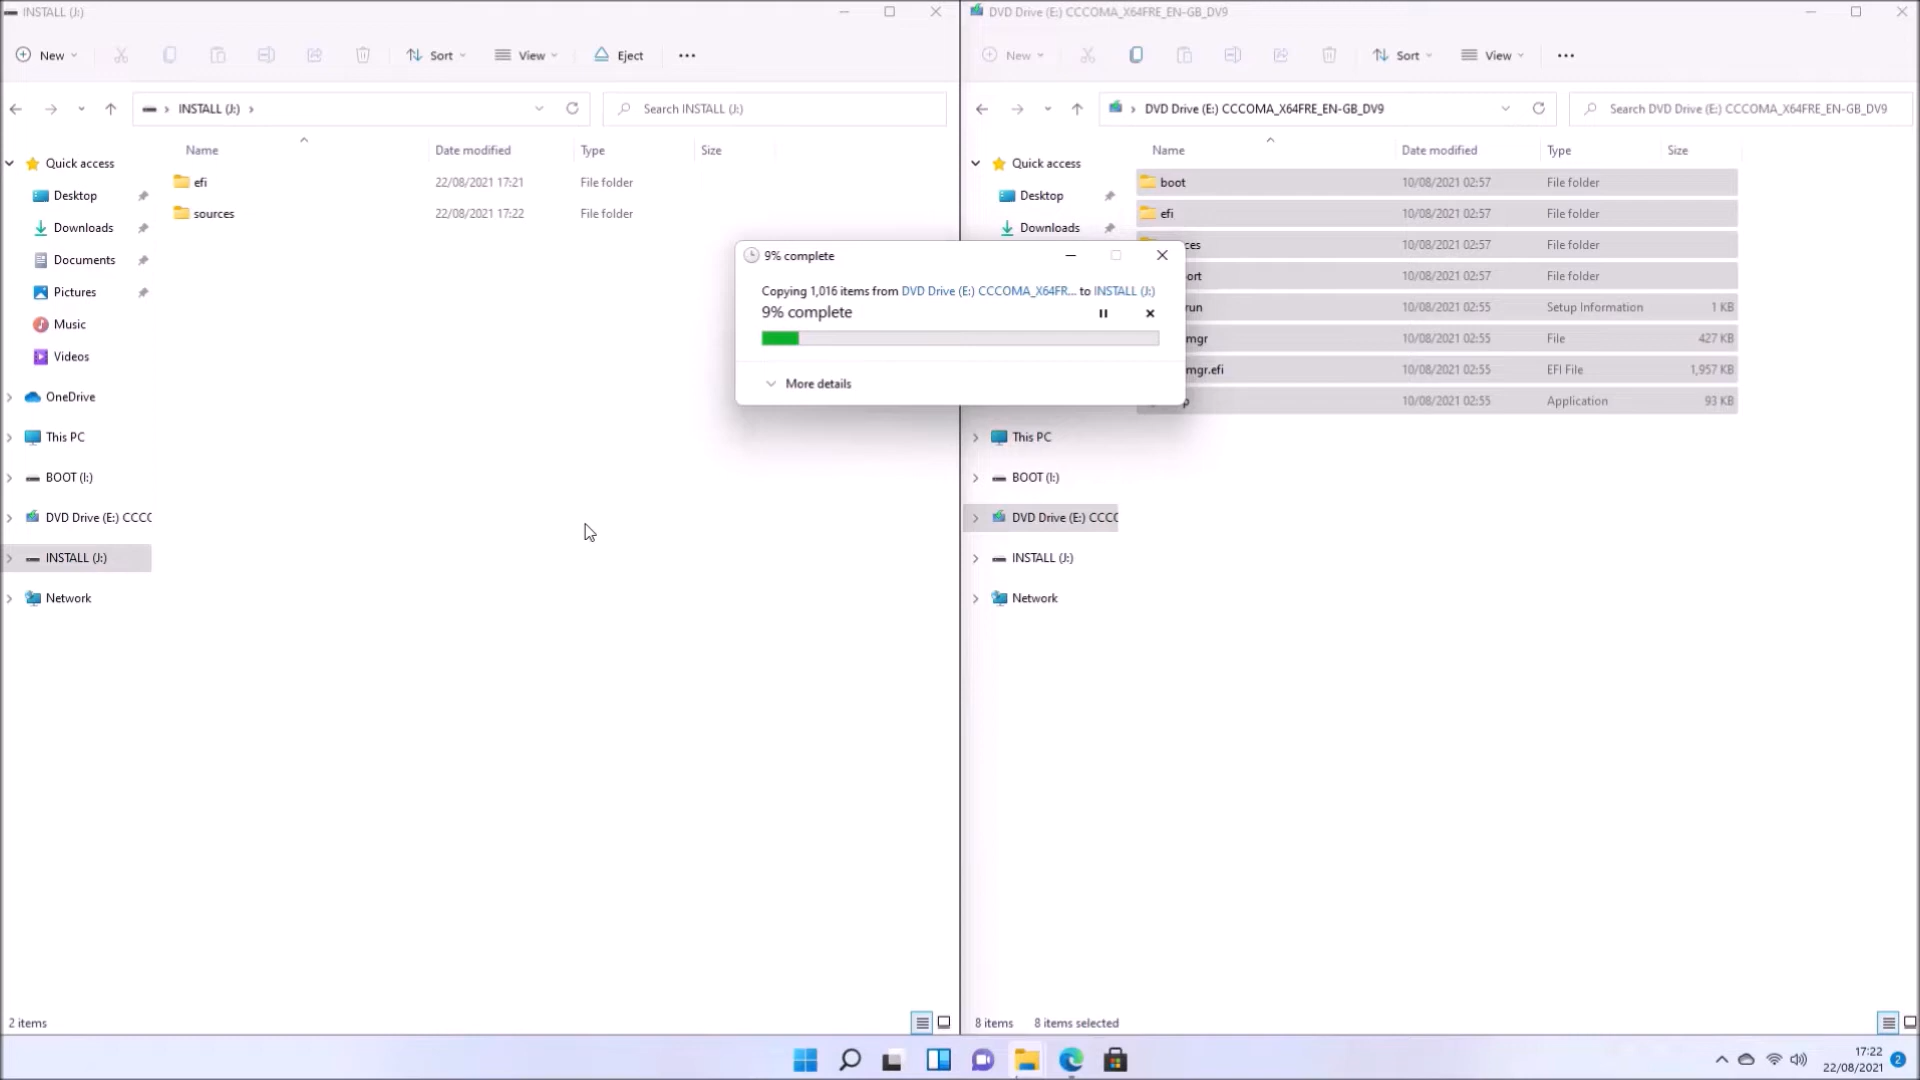 INSTALL (J:)
New
Sort
View
Eject
INSTALL (J:)
Search INSTALL (J:)
Name
Date modified
Type
Size
Quick access
Desktop
Downloads
Documents
Pictures
Music
Videos
OneDrive
This PC
BOOT (I:)
DVD Drive (E:) CCCC
INSTALL (J:)
Network
efi
22/08/2021 17:21
File folder
sources
22/08/2021 17:22
File folder
2 items
9% complete
Copying 1,016 items from DVD Drive (E:) CCCOMA_X64FR... to INSTALL (J:)
9% complete
More details
DVD Drive (E:) CCCOMA_X64FRE_EN-GB_DV9
New
Sort
View
DVD Drive (E:) CCCOMA_X64FRE_EN-GB_DV9
Search DVD Drive (E:) CCCOMA_X64FRE_EN-GB_DV9
Name
Date modified
Type
Size
Quick access
Desktop
Downloads
This PC
BOOT (I:)
DVD Drive (E:) CCCC
INSTALL (J:)
Network
boot
10/08/2021 02:57
File folder
efi
10/08/2021 02:57
File folder
ces
10/08/2021 02:57
File folder
ort
10/08/2021 02:57
File folder
run
10/08/2021 02:55
Setup Information
1 KB
mgr
10/08/2021 02:55
File
427 KB
mgr.efi
10/08/2021 02:55
EFI File
1,957 KB
p
10/08/2021 02:55
Application
93 KB
8 items
8 items selected
17:22
22/08/2021
2